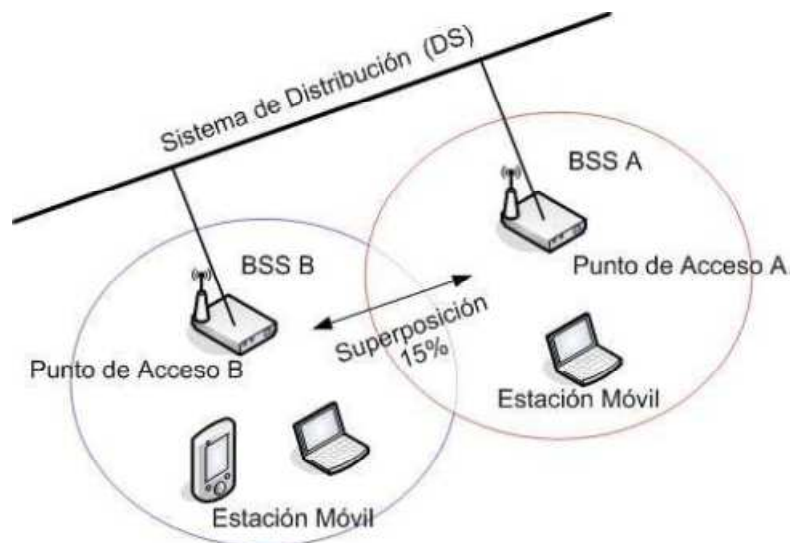 Sistema de Distribución (DS)
BSS A
Punto de Acceso A
BSS B
Superposición
15%
Punto de Acceso B
Estación Móvil
Estación Móvil